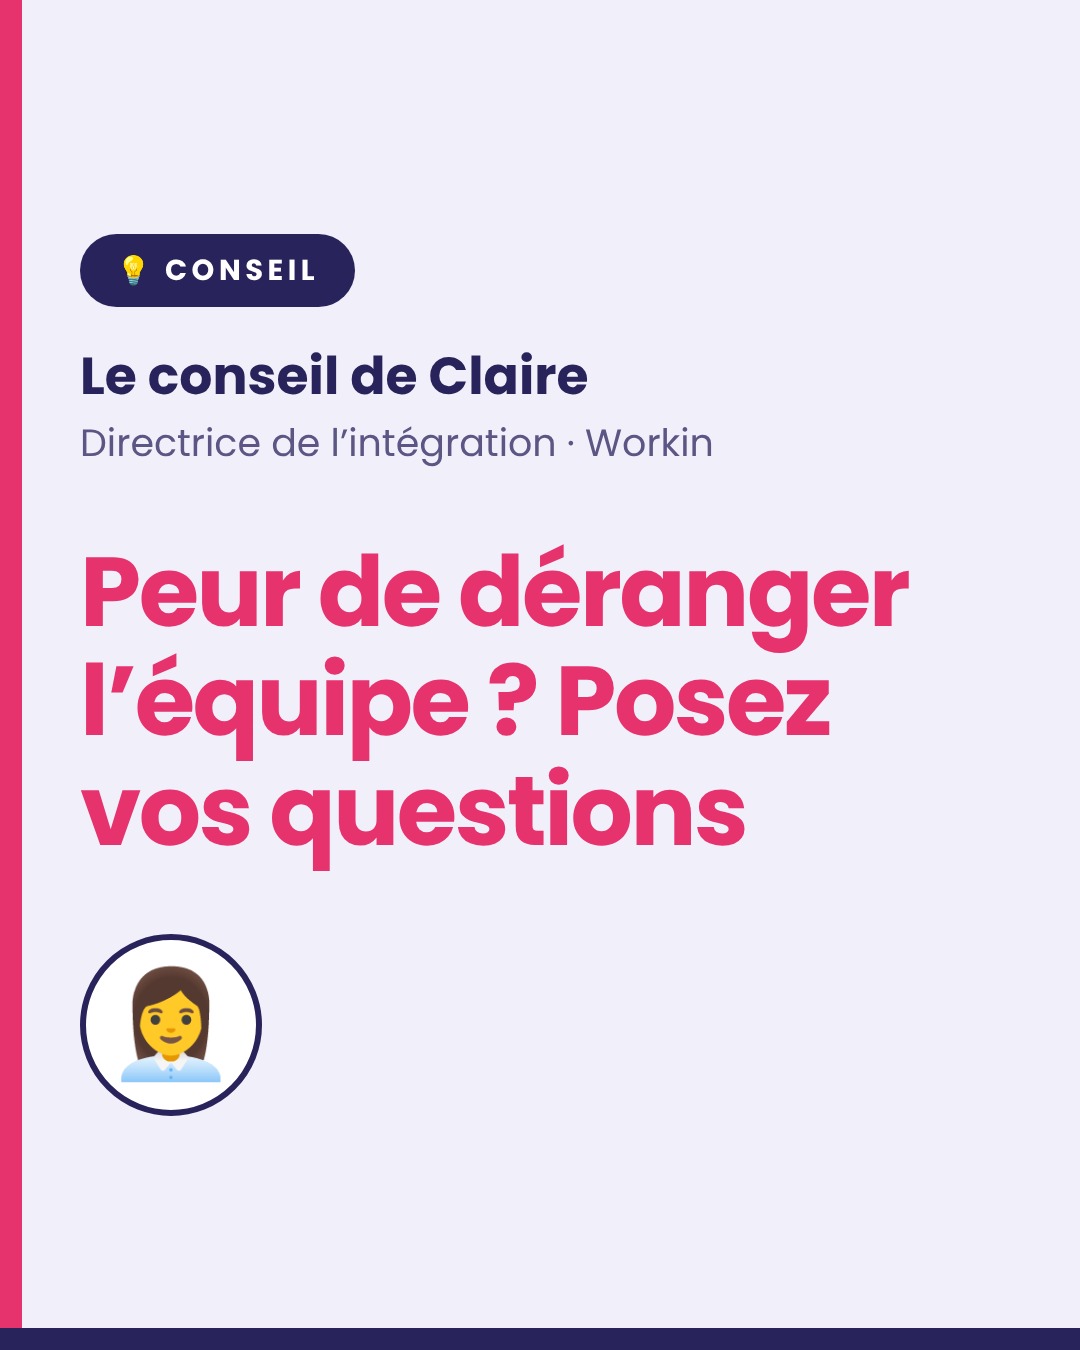 💡 CONSEIL
Le conseil de Claire
Directrice de l’intégration · Workin
Peur de déranger
l’équipe ? Posez
vos questions